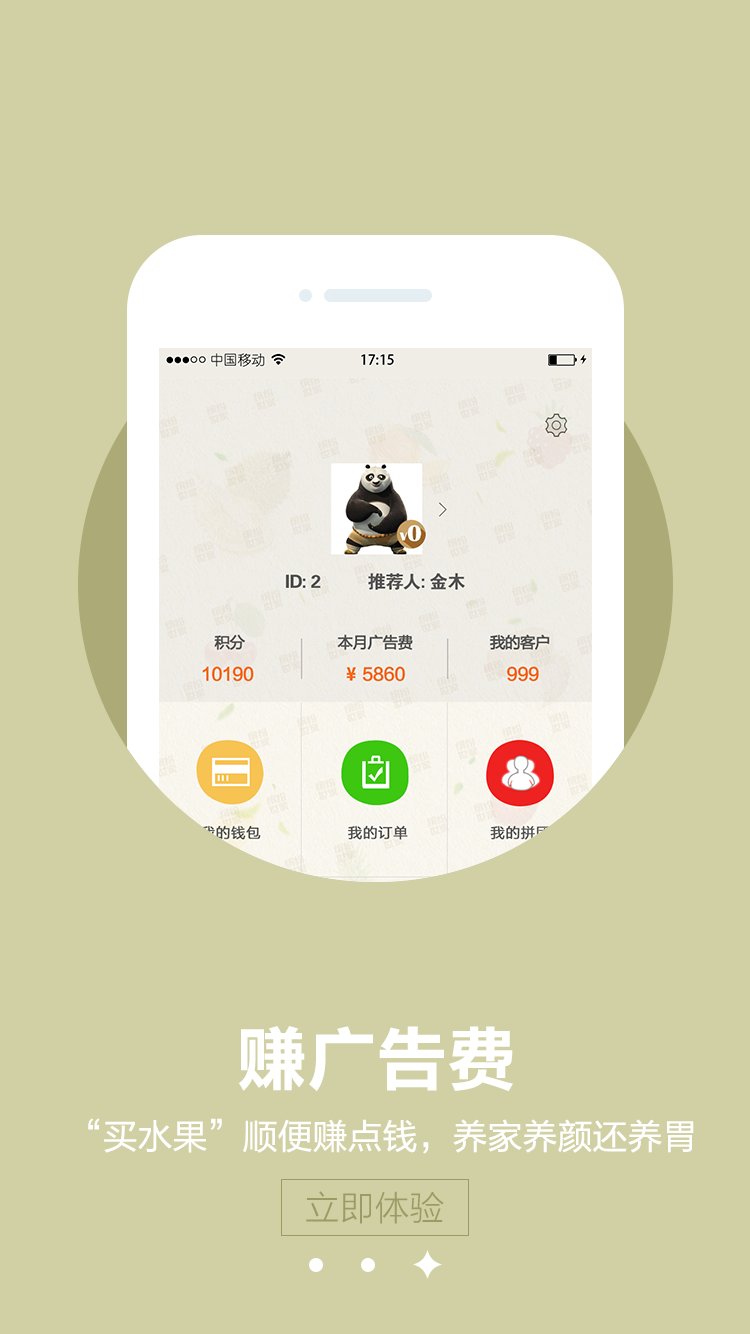 中国移动 17:15
v0
ID: 2 推荐人: 金木
积分 本月广告费 我的客户
10190 ¥ 5860 999
我的钱包 我的订单 我的拼
赚广告费
“买水果”顺便赚点钱，养家养颜还养胃
立即体验